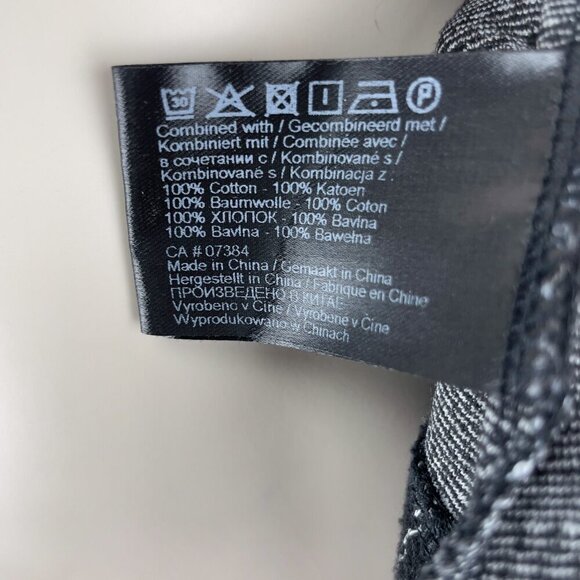 30 P
Combined with / Gecombineerd met /
Kombiniert mit / Combinée avec /
в сочетании с / Kombinované s /
Kombinované s / Kombinacja z .
100% Cotton - 100% Katoen
100% Baumwolle - 100% Coton
100% ХЛОПОК - 100% Bavlna
100% Bavlna - 100% Bawełna
CA # 07384
Made in China / Gemaakt in China
Hergestellt in China / Fabrique en Chine
ПРОИЗВЕДЕНО В КИТАЕ
Vyrobeno v Číne / Vyrobeno v Číne
Wyprodukowano w Chinach